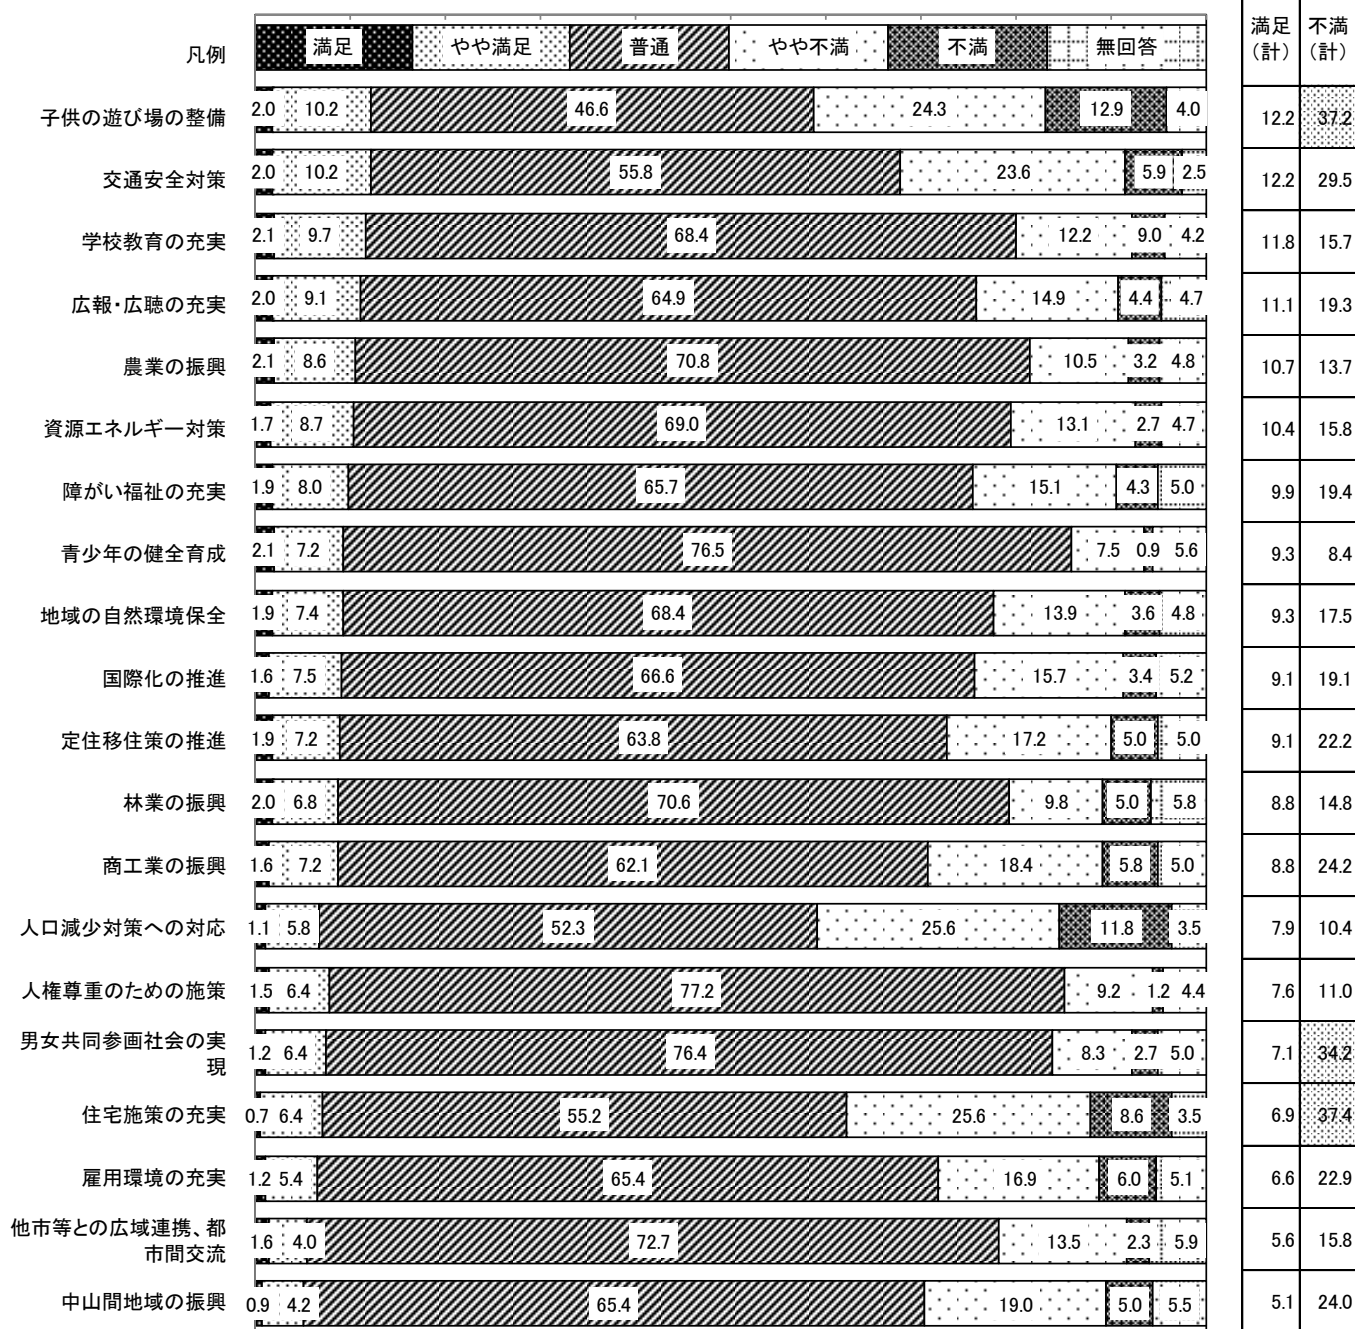 満足 不満
（計） （計）
凡例 満足 やや満足 普通 やや不満 不満 無回答
子供の遊び場の整備 2.0 10.2 46.6 24.3 12.9 4.0 12.2 37.2
交通安全対策 2.0 10.2 55.8 23.6 5.9 2.5 12.2 29.5
学校教育の充実 2.1 9.7 68.4 12.2 9.0 4.2 11.8 15.7
広報・広聴の充実 2.0 9.1 64.9 14.9 4.4 4.7 11.1 19.3
農業の振興 2.1 8.6 70.8 10.5 3.2 4.8 10.7 13.7
資源エネルギー対策 1.7 8.7 69.0 13.1 2.7 4.7 10.4 15.8
障がい福祉の充実 1.9 8.0 65.7 15.1 4.3 5.0 9.9 19.4
青少年の健全育成 2.1 7.2 76.5 7.5 0.9 5.6 9.3 8.4
地域の自然環境保全 1.9 7.4 68.4 13.9 3.6 4.8 9.3 17.5
国際化の推進 1.6 7.5 66.6 15.7 3.4 5.2 9.1 19.1
定住移住策の推進 1.9 7.2 63.8 17.2 5.0 5.0 9.1 22.2
林業の振興 2.0 6.8 70.6 9.8 5.0 5.8 8.8 14.8
商工業の振興 1.6 7.2 62.1 18.4 5.8 5.0 8.8 24.2
人口減少対策への対応 1.1 5.8 52.3 25.6 11.8 3.5 7.9 10.4
人権尊重のための施策 1.5 6.4 77.2 9.2 1.2 4.4 7.6 11.0
男女共同参画社会の実
現 1.2 6.4 76.4 8.3 2.7 5.0 7.1 34.2
住宅施策の充実 0.7 6.4 55.2 25.6 8.6 3.5 6.9 37.4
雇用環境の充実 1.2 5.4 65.4 16.9 6.0 5.1 6.6 22.9
他市等との広域連携、都
市間交流 1.6 4.0 72.7 13.5 2.3 5.9 5.6 15.8
中山間地域の振興 0.9 4.2 65.4 19.0 5.0 5.5 5.1 24.0